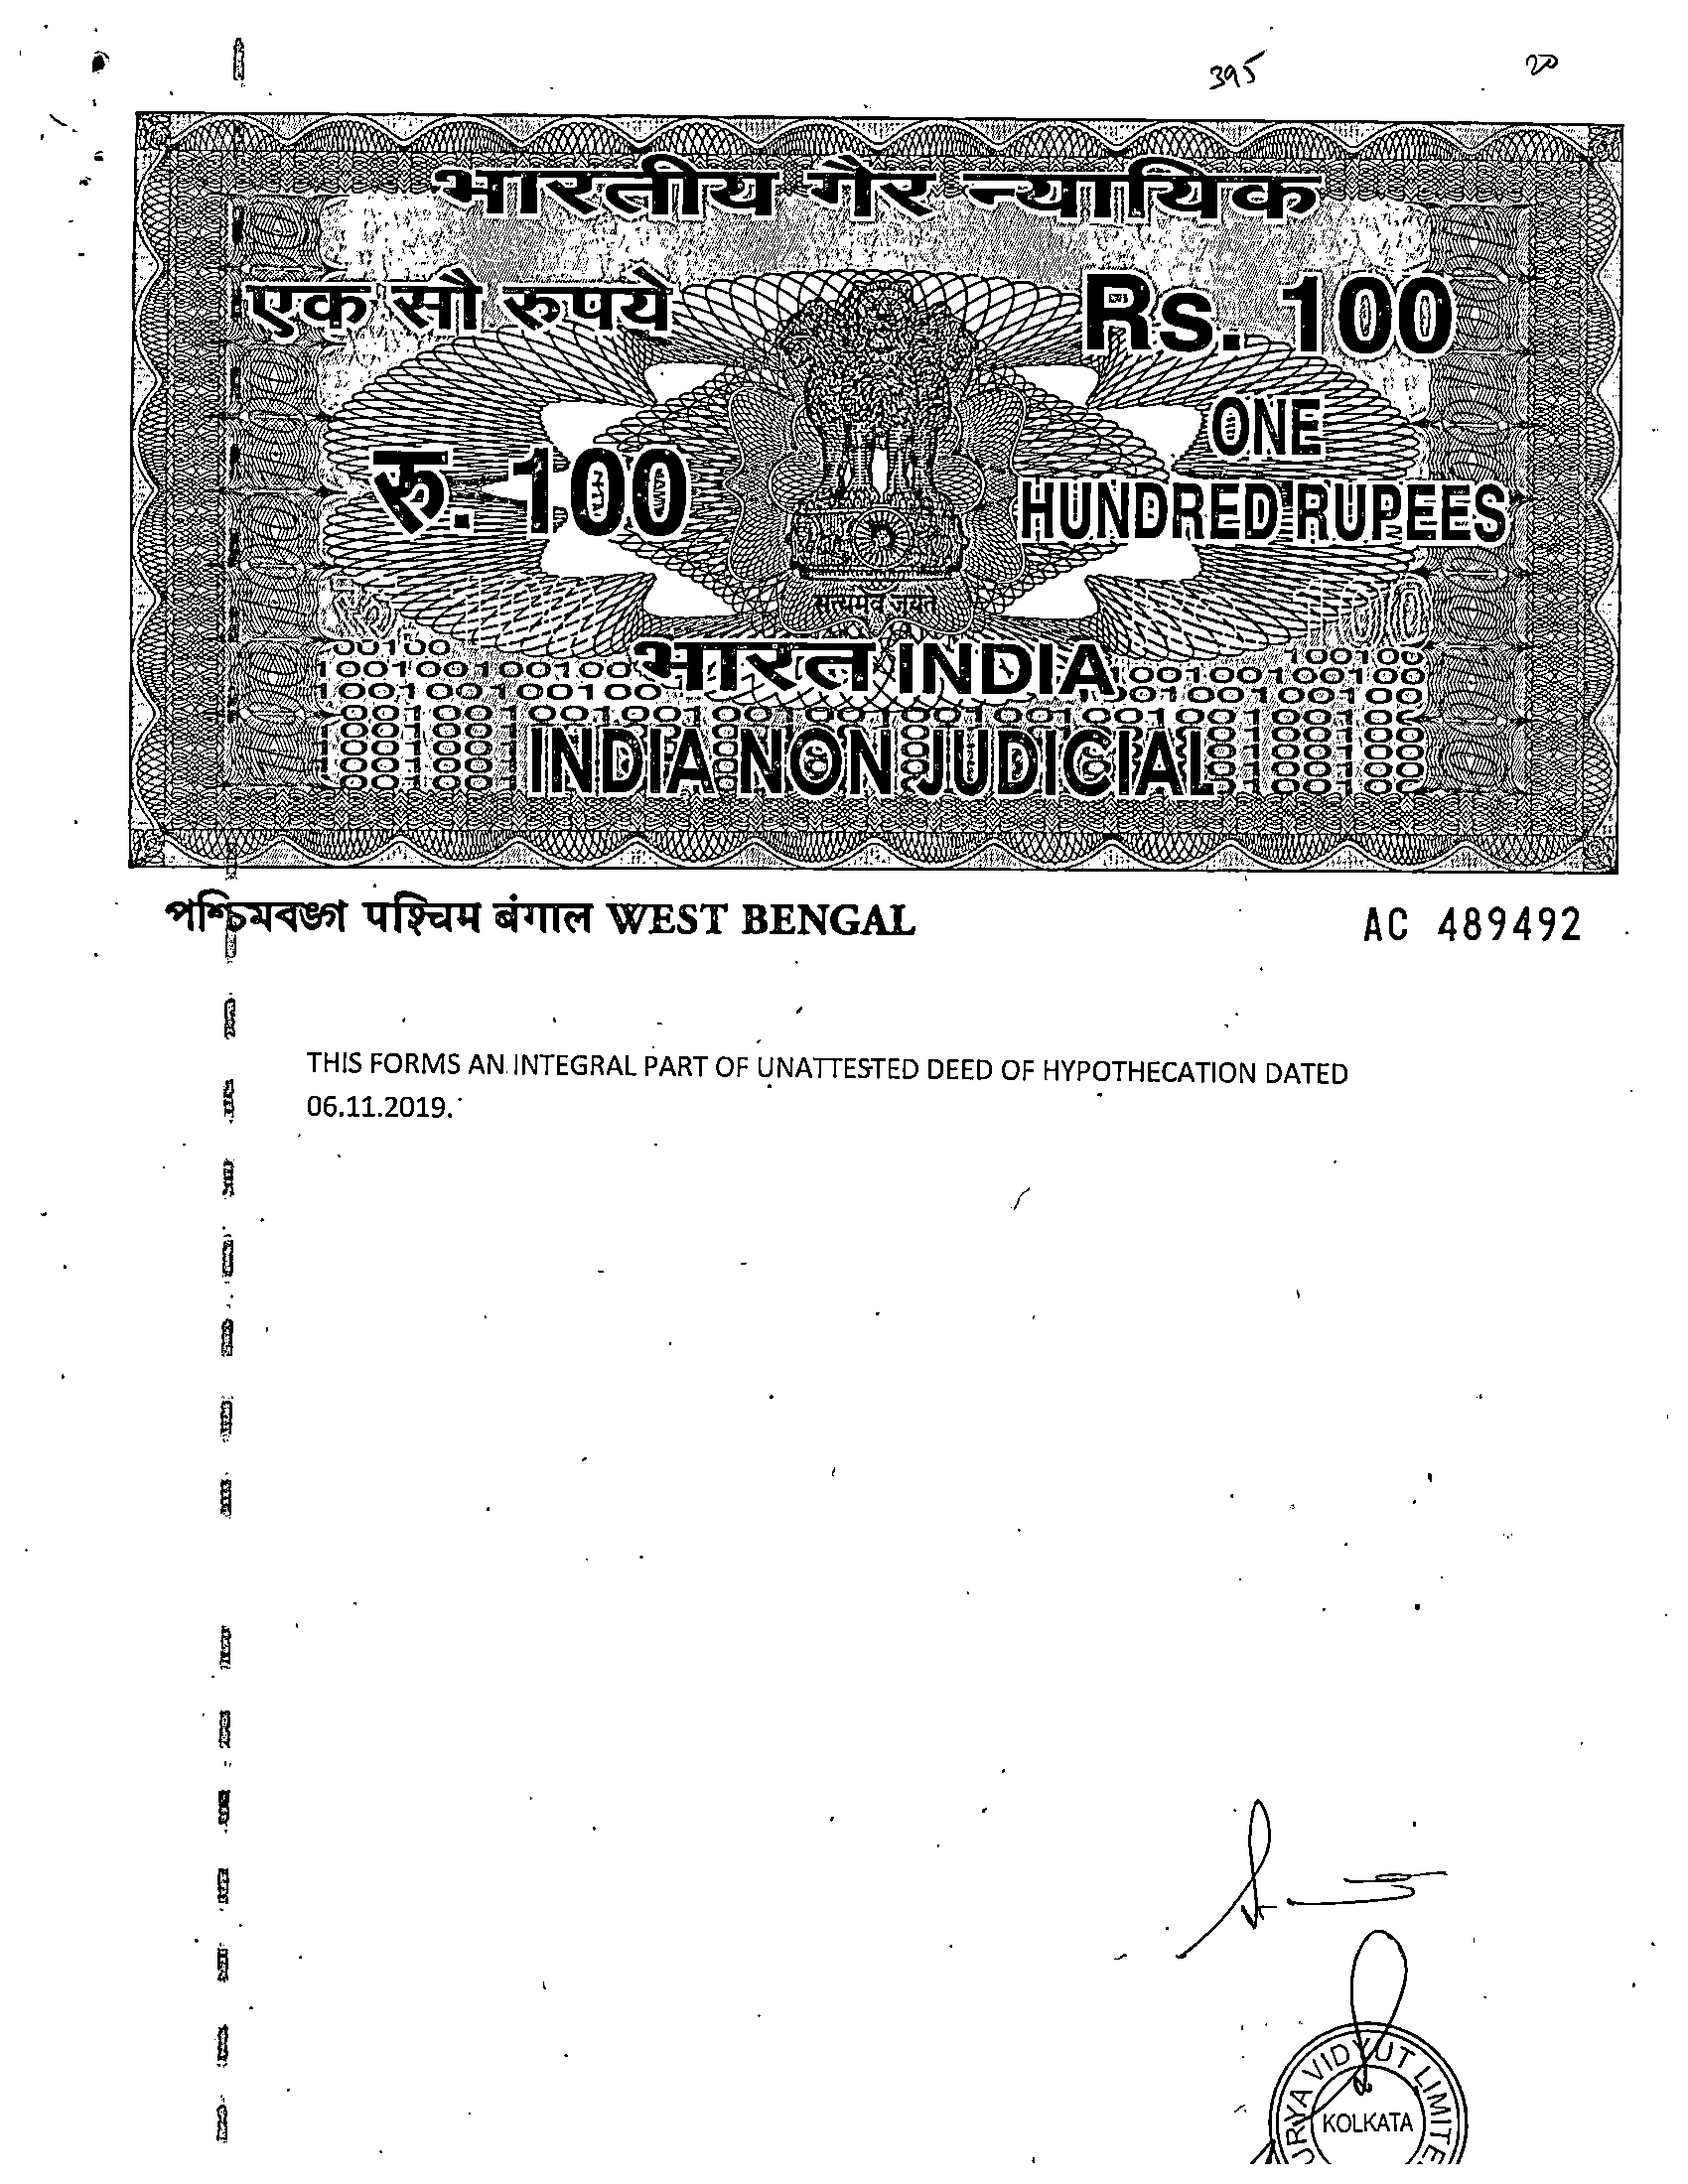 395
20
भारतीय गैर न्यायिक
एक सौ रुपये
Rs. 100
रु. 100
ONE
HUNDRED RUPEES
सत्यमेव जयते
भारत INDIA
INDIA NON JUDICIAL
পশ্চিমবঙ্গ पश्चिम बंगाल WEST BENGAL
AC 489492
THIS FORMS AN INTEGRAL PART OF UNATTESTED DEED OF HYPOTHECATION DATED
06.11.2019.
VIDYUT
KOLKATA